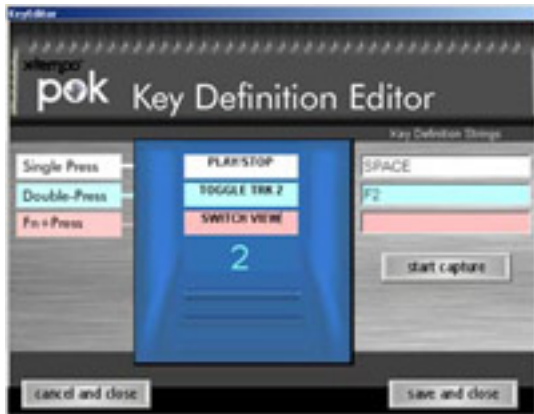 KeyEditor
xtempo
pok Key Definition Editor
Key Definition Strings
Single Press
PLAY/STOP
SPACE
Double-Press
TOGGLE TRK 2
F2
Fn+Press
SWITCH VIEW
2
start capture
cancel and close
save and close